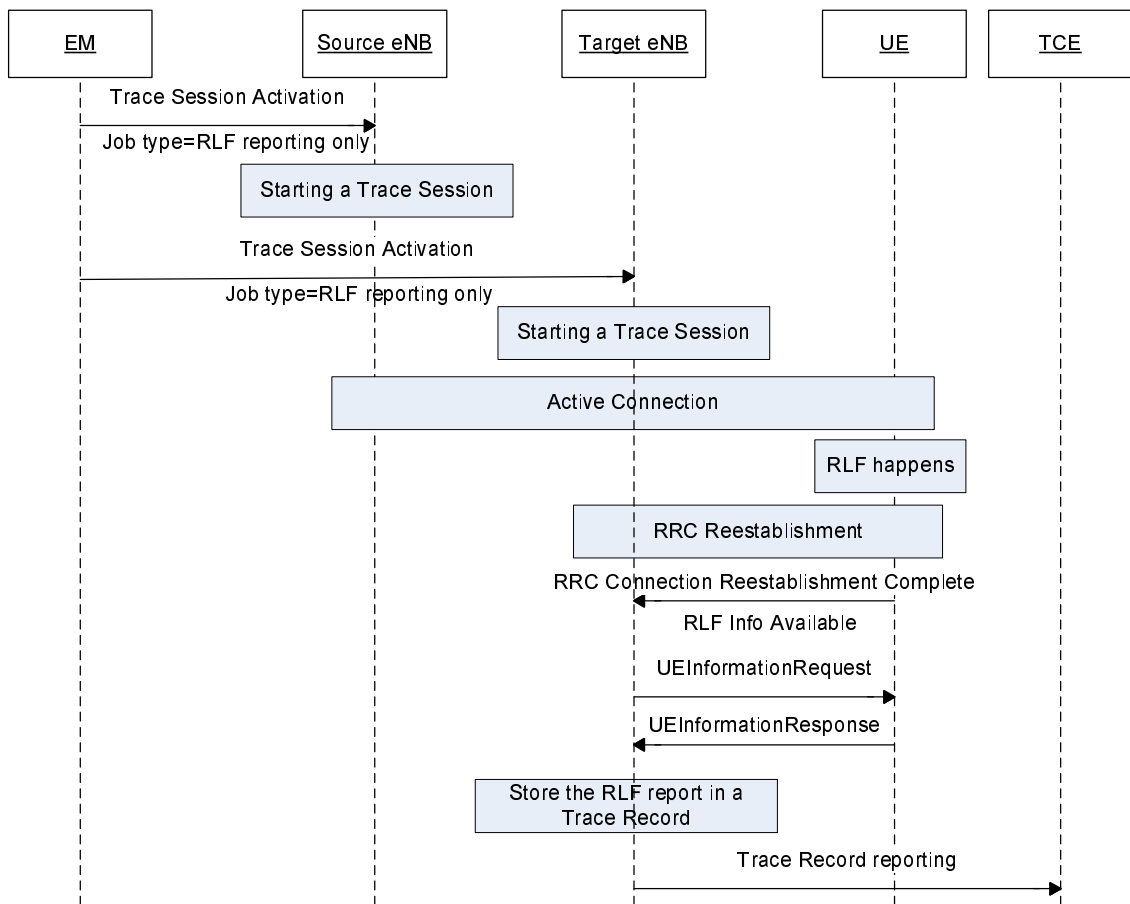 EM
Source eNB
Target eNB
UE
TCE
Trace Session Activation
Job type=RLF reporting only
Starting a Trace Session
Trace Session Activation
Job type=RLF reporting only
Starting a Trace Session
Active Connection
RLF happens
RRC Reestablishment
RRC Connection Reestablishment Complete
RLF Info Available
UEInformationRequest
UEInformationResponse
Store the RLF report in a
Trace Record
Trace Record reporting